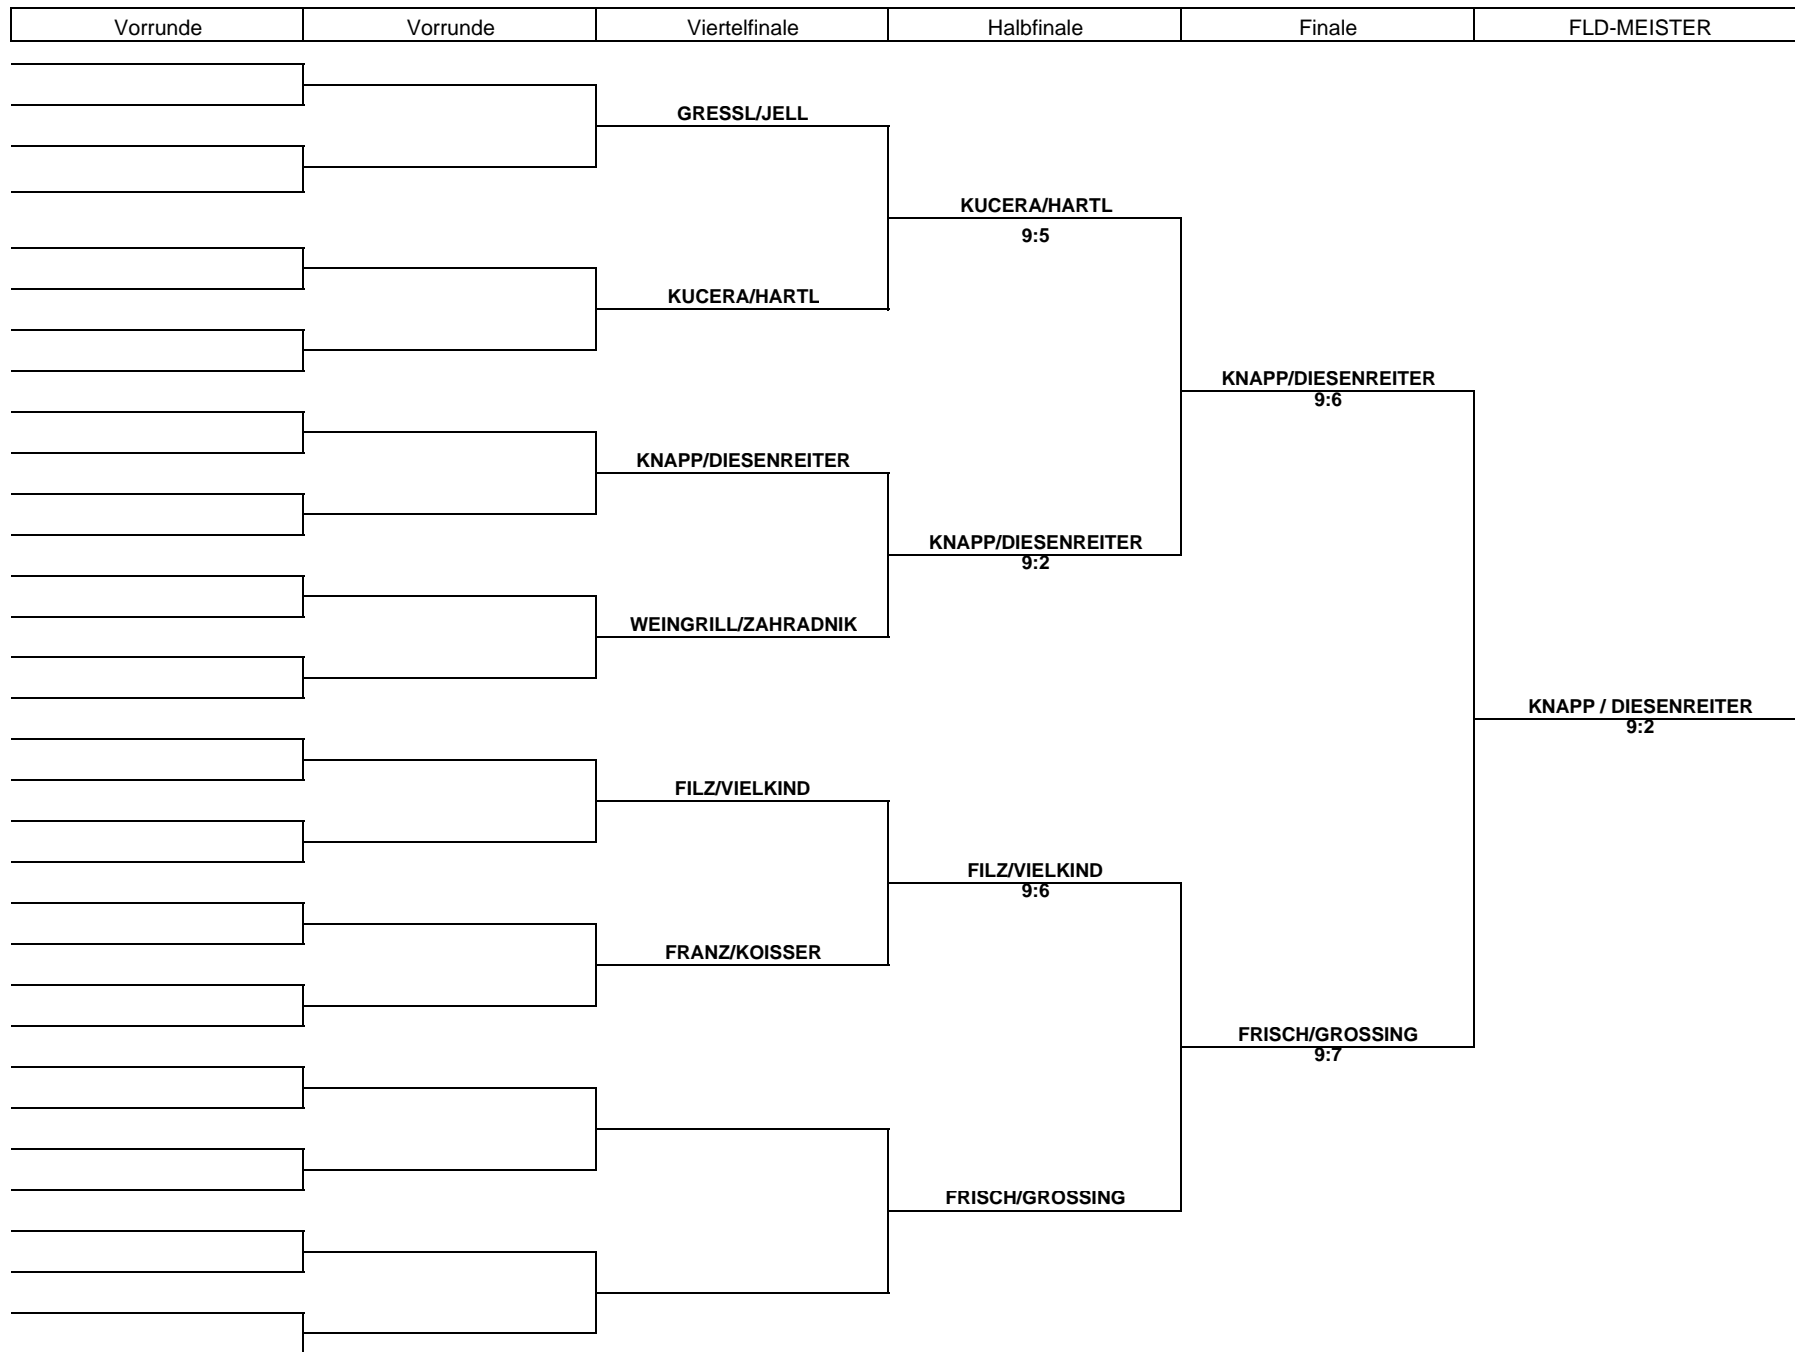 Vorrunde Vorrunde Viertelfinale Halbfinale Finale FLD-MEISTER
GRESSL/JELL
KUCERA/HARTL
9:5
KUCERA/HARTL
KNAPP/DIESENREITER
9:6
KNAPP/DIESENREITER
KNAPP/DIESENREITER
9:2
WEINGRILL/ZAHRADNIK
KNAPP / DIESENREITER
9:2
FILZ/VIELKIND
FILZ/VIELKIND
9:6
FRANZ/KOISSER
FRISCH/GROSSING
9:7
FRISCH/GROSSING